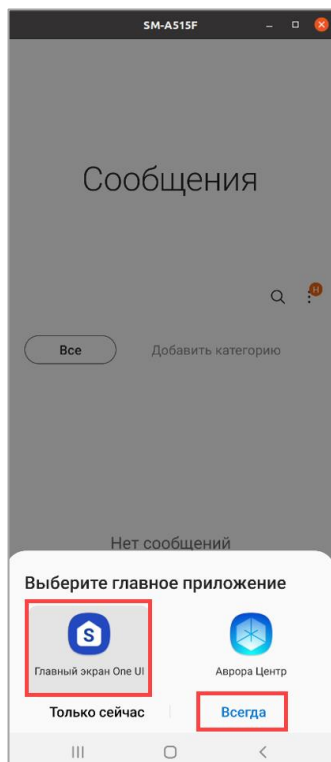 SM-A515F
Сообщения
Н
Все Добавить категорию
Нет сообщений
Выберите главное приложение
S
Главный экран One UI Аврора Центр
Только сейчас Всегда